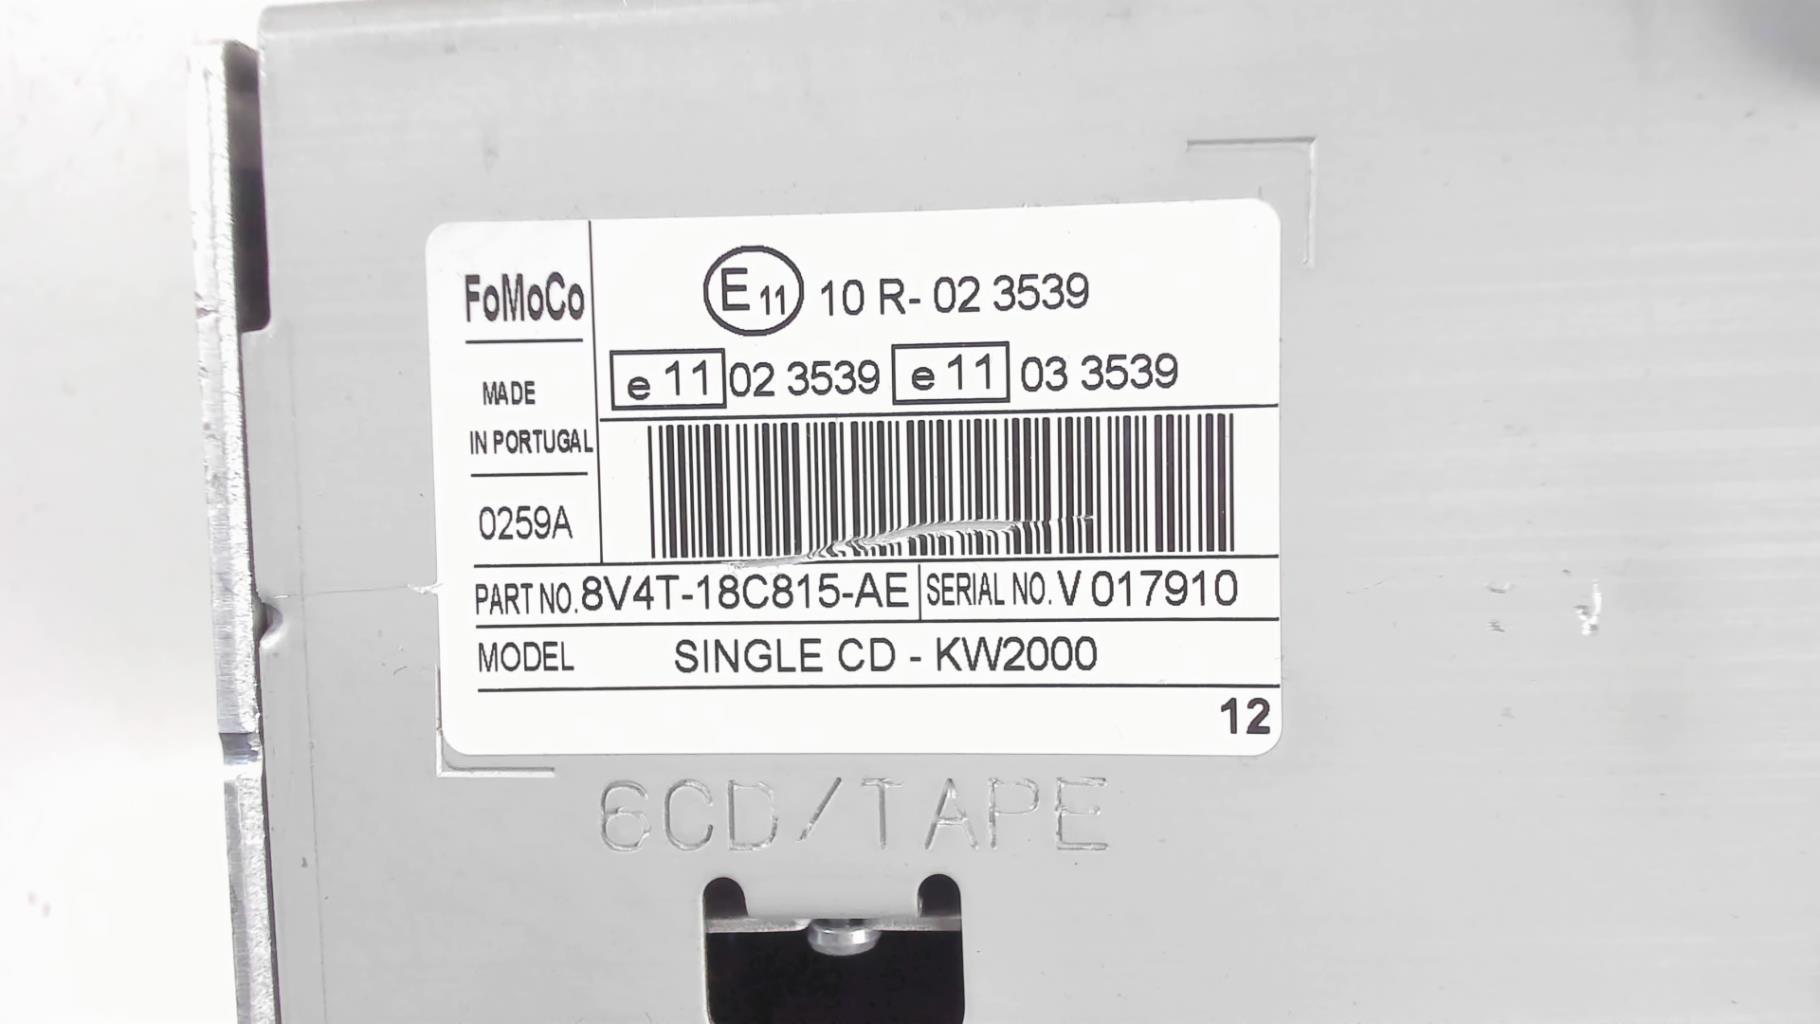 FoMoCo
MADE
IN PORTUGAL
0259A
E 11 10 R- 02 3539
e 11 02 3539 e 11 03 3539
PART NO. 8V4T-18C815-AE SERIAL NO. V 017910
MODEL SINGLE CD - KW2000
12
6CD/TAPE